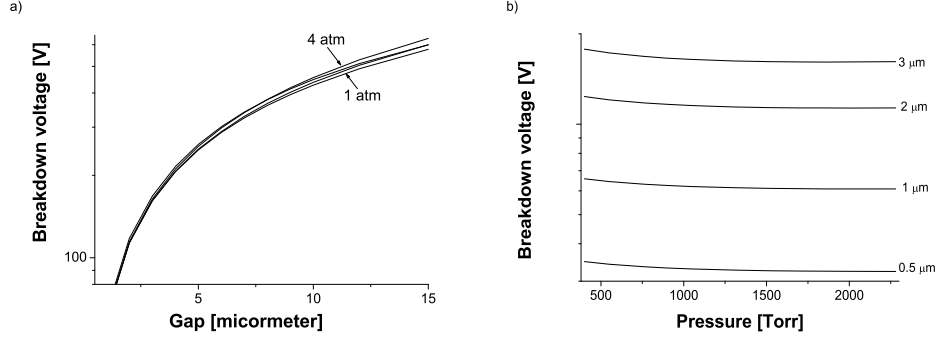 a)
Breakdown voltage [V]
4 atm
1 atm
100
5
10
15
Gap [micormeter]
b)
Breakdown voltage [V]
3 μm
2 μm
1 μm
0.5 μm
500
1000
1500
2000
Pressure [Torr]